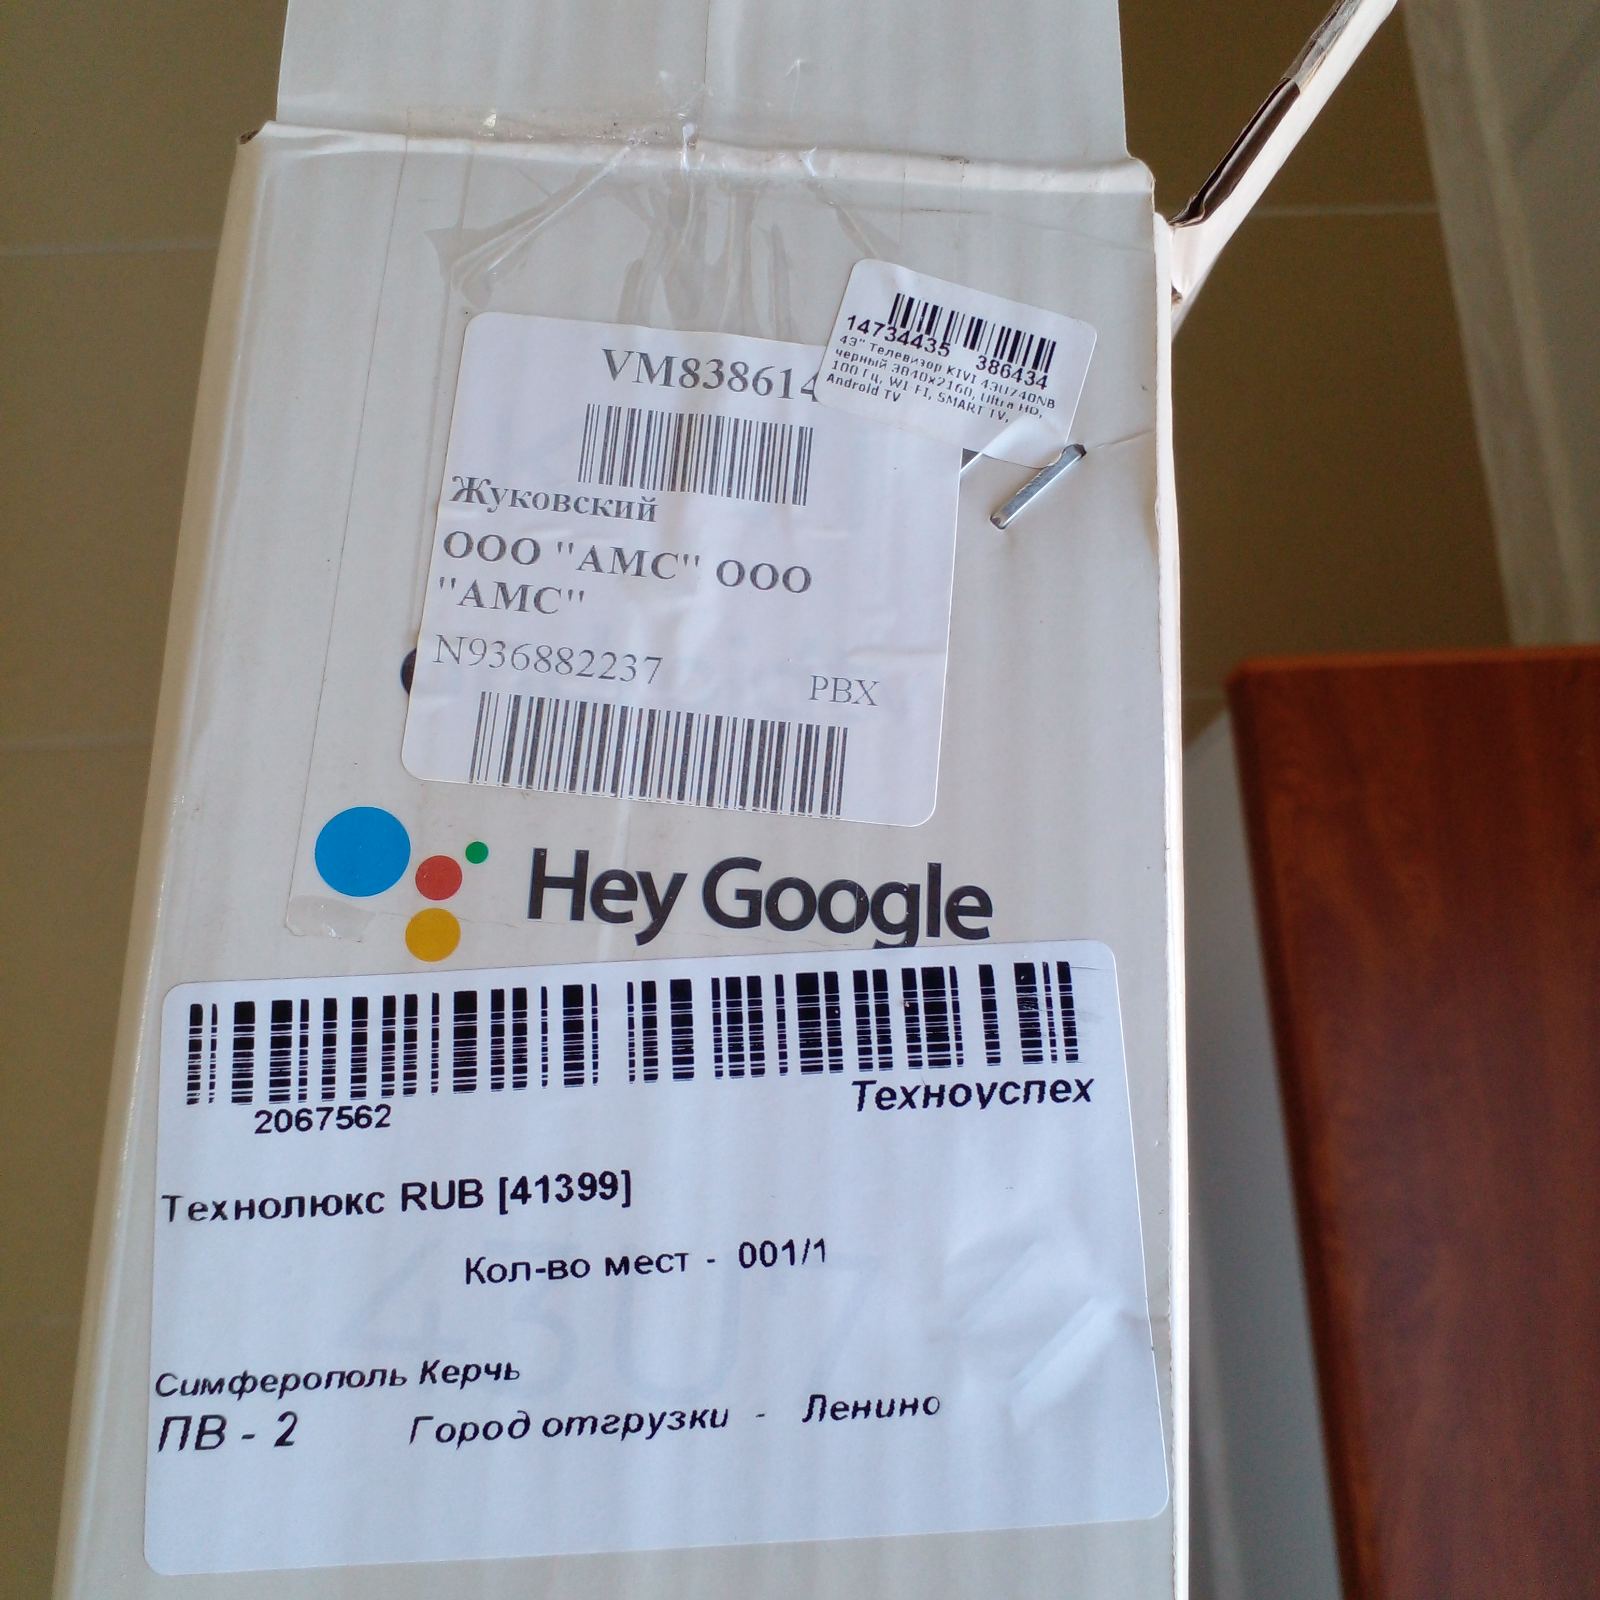 VM838614
14734435 386434
43" Телевизор KIVI 43U740NB
черный 3840x2160, Ultra HD,
100 Гц, WI FI, SMART TV,
Android TV
Жуковский
ООО "АМС" ООО
"АМС"
N936882237 PBX
Hey Google
2067562 Техноуспех
Технолюкс RUB [41399]
Кол-во мест - 001/1
Симферополь Керчь
ПВ - 2 Город отгрузки - Ленино